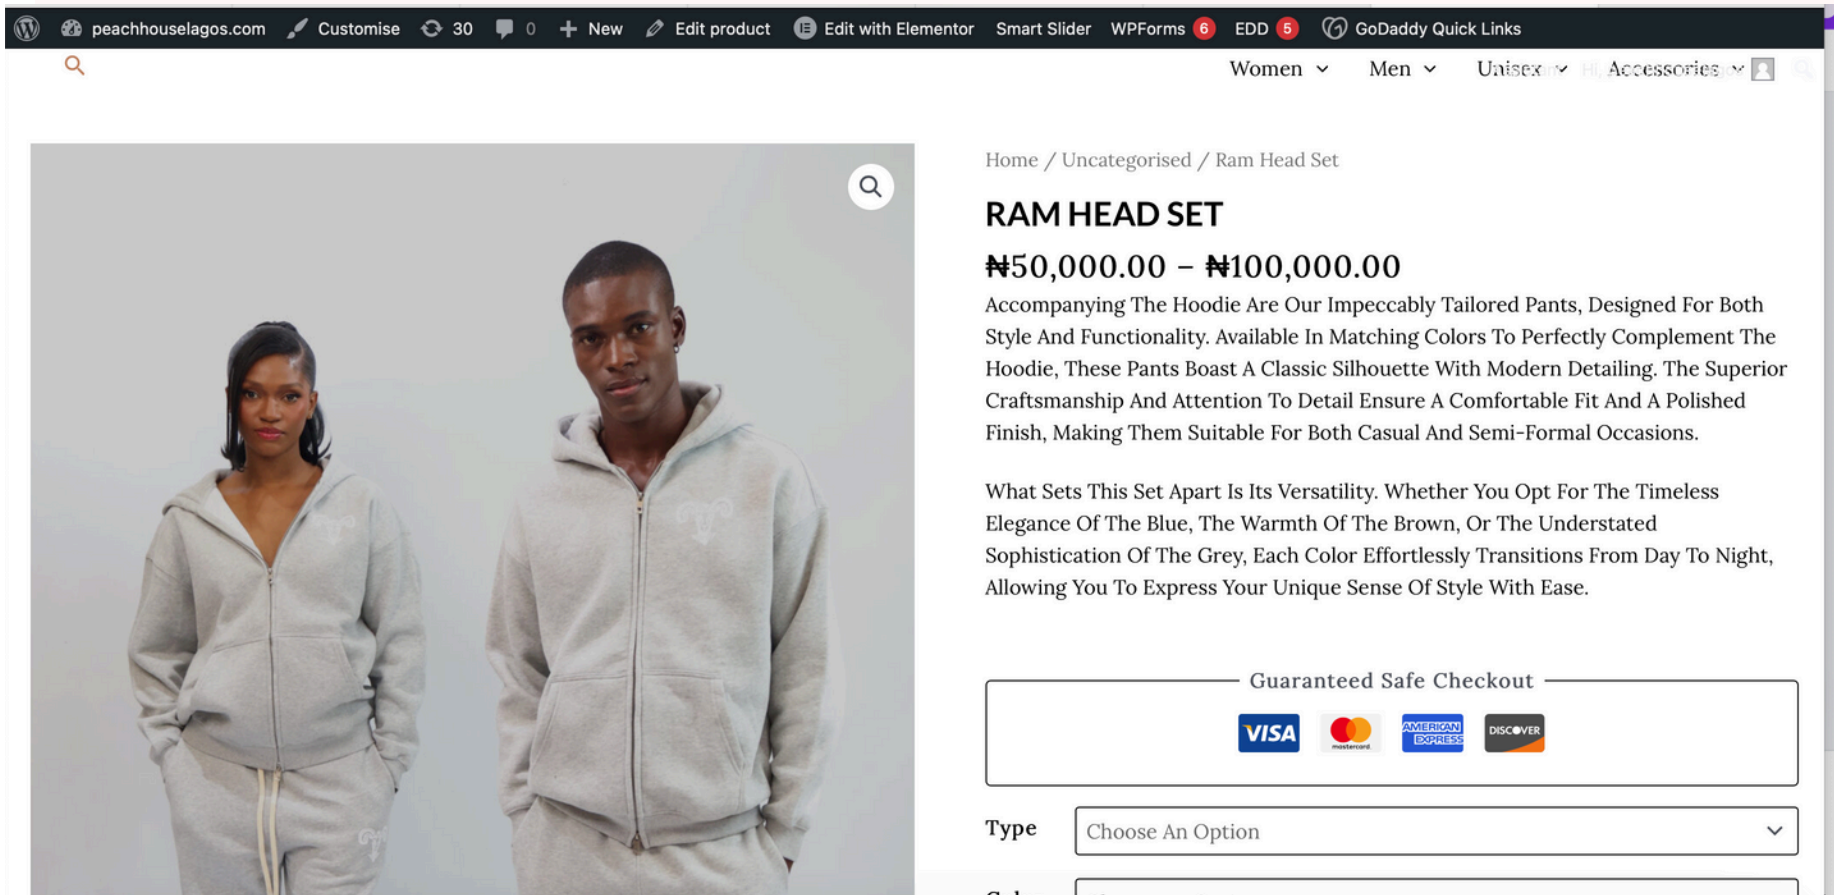 peachhouselagos.com Customise 30 0 New Edit product Edit with Elementor Smart Slider WPForms 6 EDD 5 GoDaddy Quick Links
Women Men Unisex Accessories
Home / Uncategorised / Ram Head Set
RAM HEAD SET
₦50,000.00 – ₦100,000.00
Accompanying The Hoodie Are Our Impeccably Tailored Pants, Designed For Both
Style And Functionality. Available In Matching Colors To Perfectly Complement The
Hoodie, These Pants Boast A Classic Silhouette With Modern Detailing. The Superior
Craftsmanship And Attention To Detail Ensure A Comfortable Fit And A Polished
Finish, Making Them Suitable For Both Casual And Semi-Formal Occasions.
What Sets This Set Apart Is Its Versatility. Whether You Opt For The Timeless
Elegance Of The Blue, The Warmth Of The Brown, Or The Understated
Sophistication Of The Grey, Each Color Effortlessly Transitions From Day To Night,
Allowing You To Express Your Unique Sense Of Style With Ease.
Guaranteed Safe Checkout
VISA mastercard AMERICAN EXPRESS DISCOVER
Type Choose An Option